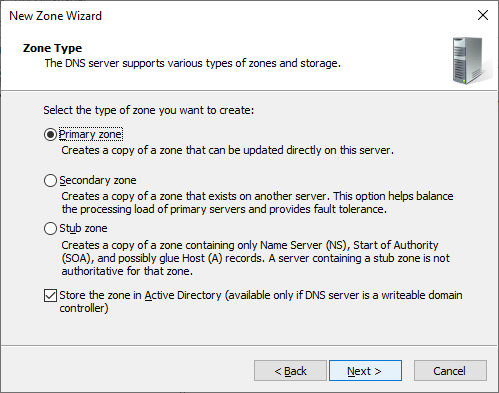 New Zone Wizard
Zone Type
The DNS server supports various types of zones and storage.
Select the type of zone you want to create:
Primary zone
Creates a copy of a zone that can be updated directly on this server.
Secondary zone
Creates a copy of a zone that exists on another server. This option helps balance
the processing load of primary servers and provides fault tolerance.
Stub zone
Creates a copy of a zone containing only Name Server (NS), Start of Authority
(SOA), and possibly glue Host (A) records. A server containing a stub zone is not
authoritative for that zone.
Store the zone in Active Directory (available only if DNS server is a writeable domain
controller)
< Back
Next >
Cancel